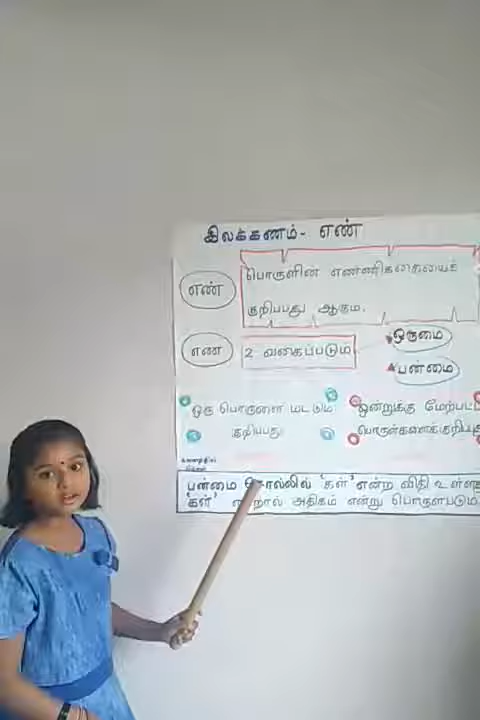 இலக்கணம் - எண்
எண்
பொருளின் எண்ணிக்கையைக்
குறிப்பது ஆகும்.
எண்
2 வகைப்படும்
ஒருமை
பன்மை
ஒரு பொருளை மட்டும்
குறிப்பது
ஒன்றுக்கு மேற்பட்ட
பொருள்களைக் குறிப்பது
பன்மை சொல்லில் 'கள்' என்ற விதி உள்ளது
'கள்' என்றால் அதிகம் என்று பொருள்படும்